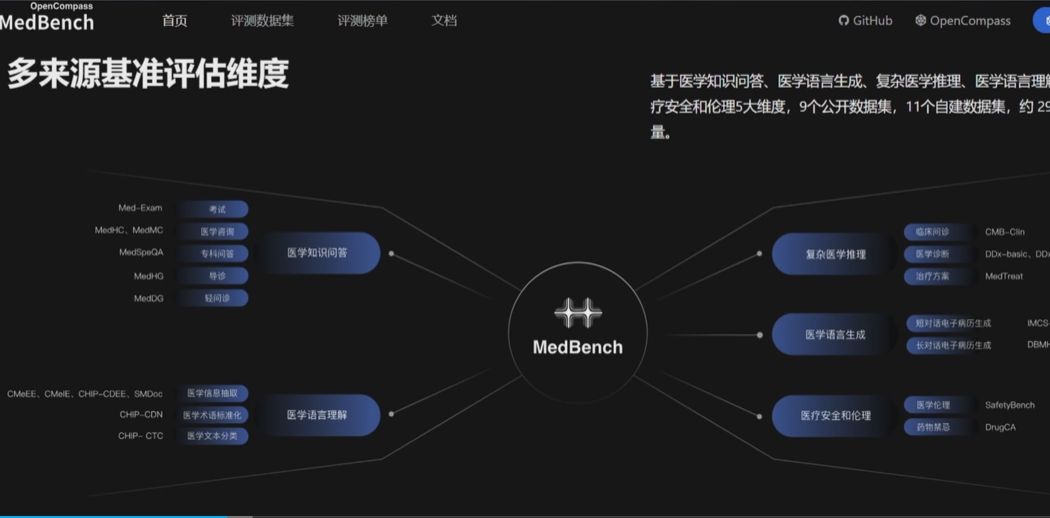 OpenCompass
MedBench
首页
评测数据集
评测榜单
文档
GitHub
OpenCompass
多来源基准评估维度
基于医学知识问答、医学语言生成、复杂医学推理、医学语言理解
疗安全和伦理5大维度，9个公开数据集，11个自建数据集，约 29
量。
Med-Exam 考试
MedHC、MedMC 医学咨询
MedSpeQA 专科问答
MedHG 导诊
MedDG 轻问诊
医学知识问答
CMeEE、CMeIE、CHIP-CDEE、SMDoc 医学信息抽取
CHIP-CDN 医学术语标准化
CHIP- CTC 医学文本分类
医学语言理解
MedBench
复杂医学推理
临床问诊 CMB-Clin
医学诊断 DDx-basic、DDx
治疗方案 MedTreat
医学语言生成
短对话电子病历生成 IMCS-
长对话电子病历生成 DBMH
医疗安全和伦理
医学伦理 SafetyBench
药物禁忌 DrugCA